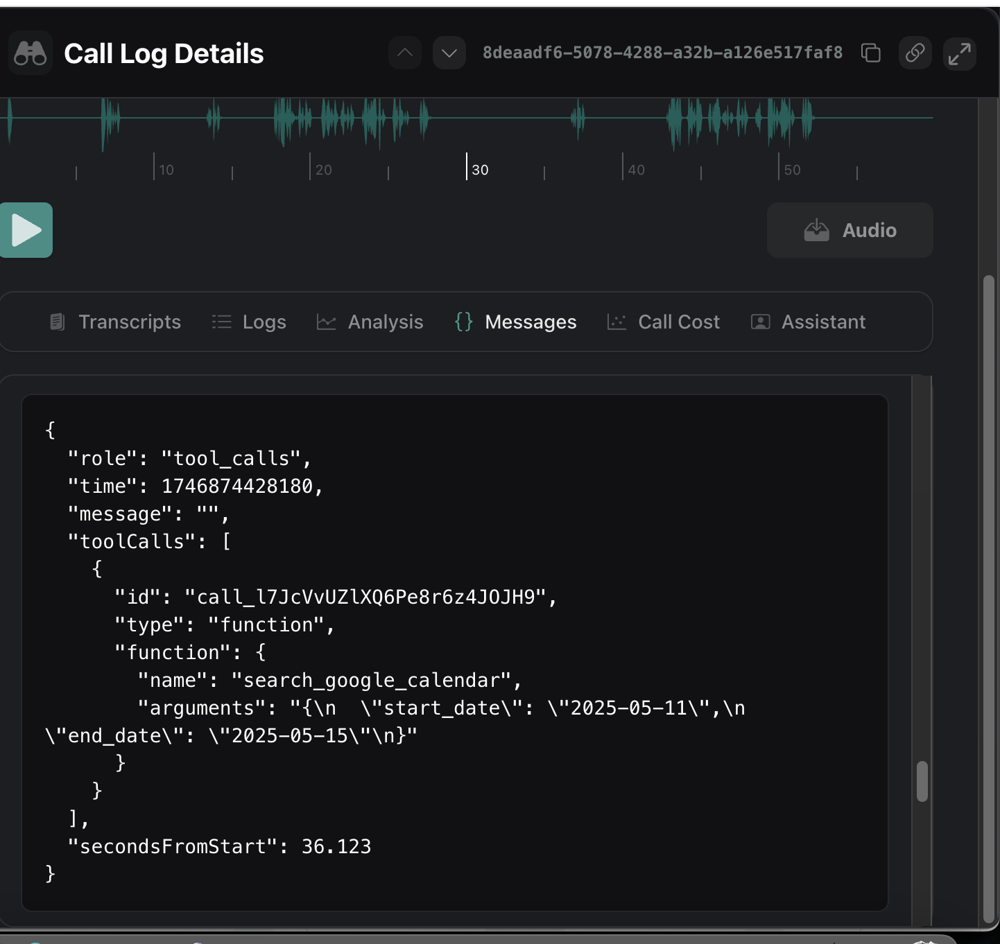 Call Log Details
8deaadf6-5078-4288-a32b-a126e517faf8
10 20 30 40 50
Audio
Transcripts Logs Analysis Messages Call Cost Assistant
{
  "role": "tool_calls",
  "time": 1746874428180,
  "message": "",
  "toolCalls": [
    {
      "id": "call_l7JcVvUZlXQ6Pe8r6z4JOJH9",
      "type": "function",
      "function": {
        "name": "search_google_calendar",
        "arguments": "{\n  \"start_date\": \"2025-05-11\",\n
\"end_date\": \"2025-05-15\"\n}"
      }
    }
  ],
  "secondsFromStart": 36.123
}